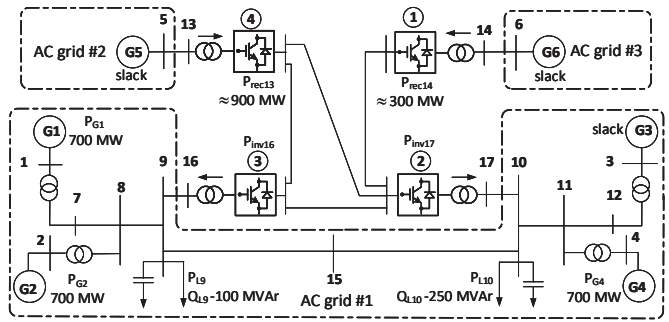 5 13 4 1 14 6
AC grid #2 G5 G6 AC grid #3
slack slack
P_rec13 P_rec14
≈900 MW ≈300 MW
G1 P_G1 P_inv16 P_inv17 slack G3
700 MW
1 9 16 3 2 17 10 3
8 11 12
7
2 4
P_G2 P_L9 15 P_L10 P_G4
G2 700 MW Q_L9-100 MVAr AC grid #1 Q_L10-250 MVAr 700 MW G4